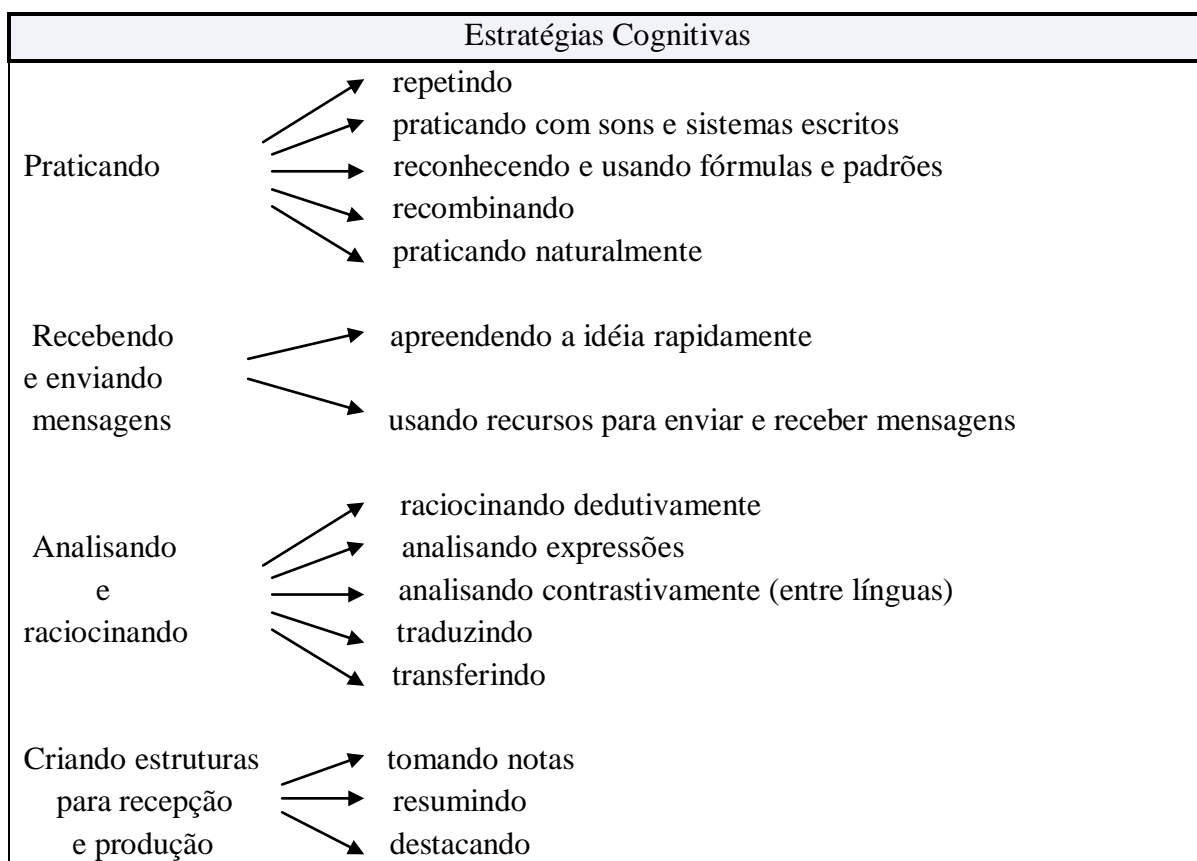 Estratégias Cognitivas
repetindo
praticando com sons e sistemas escritos
Praticando
reconhecendo e usando fórmulas e padrões
recombinando
praticando naturalmente
Recebendo
e enviando
mensagens
apreendendo a idéia rapidamente
usando recursos para enviar e receber mensagens
Analisando
e
raciocinando
raciocinando dedutivamente
analisando expressões
analisando contrastivamente (entre línguas)
traduzindo
transferindo
Criando estruturas
para recepção
e produção
tomando notas
resumindo
destacando